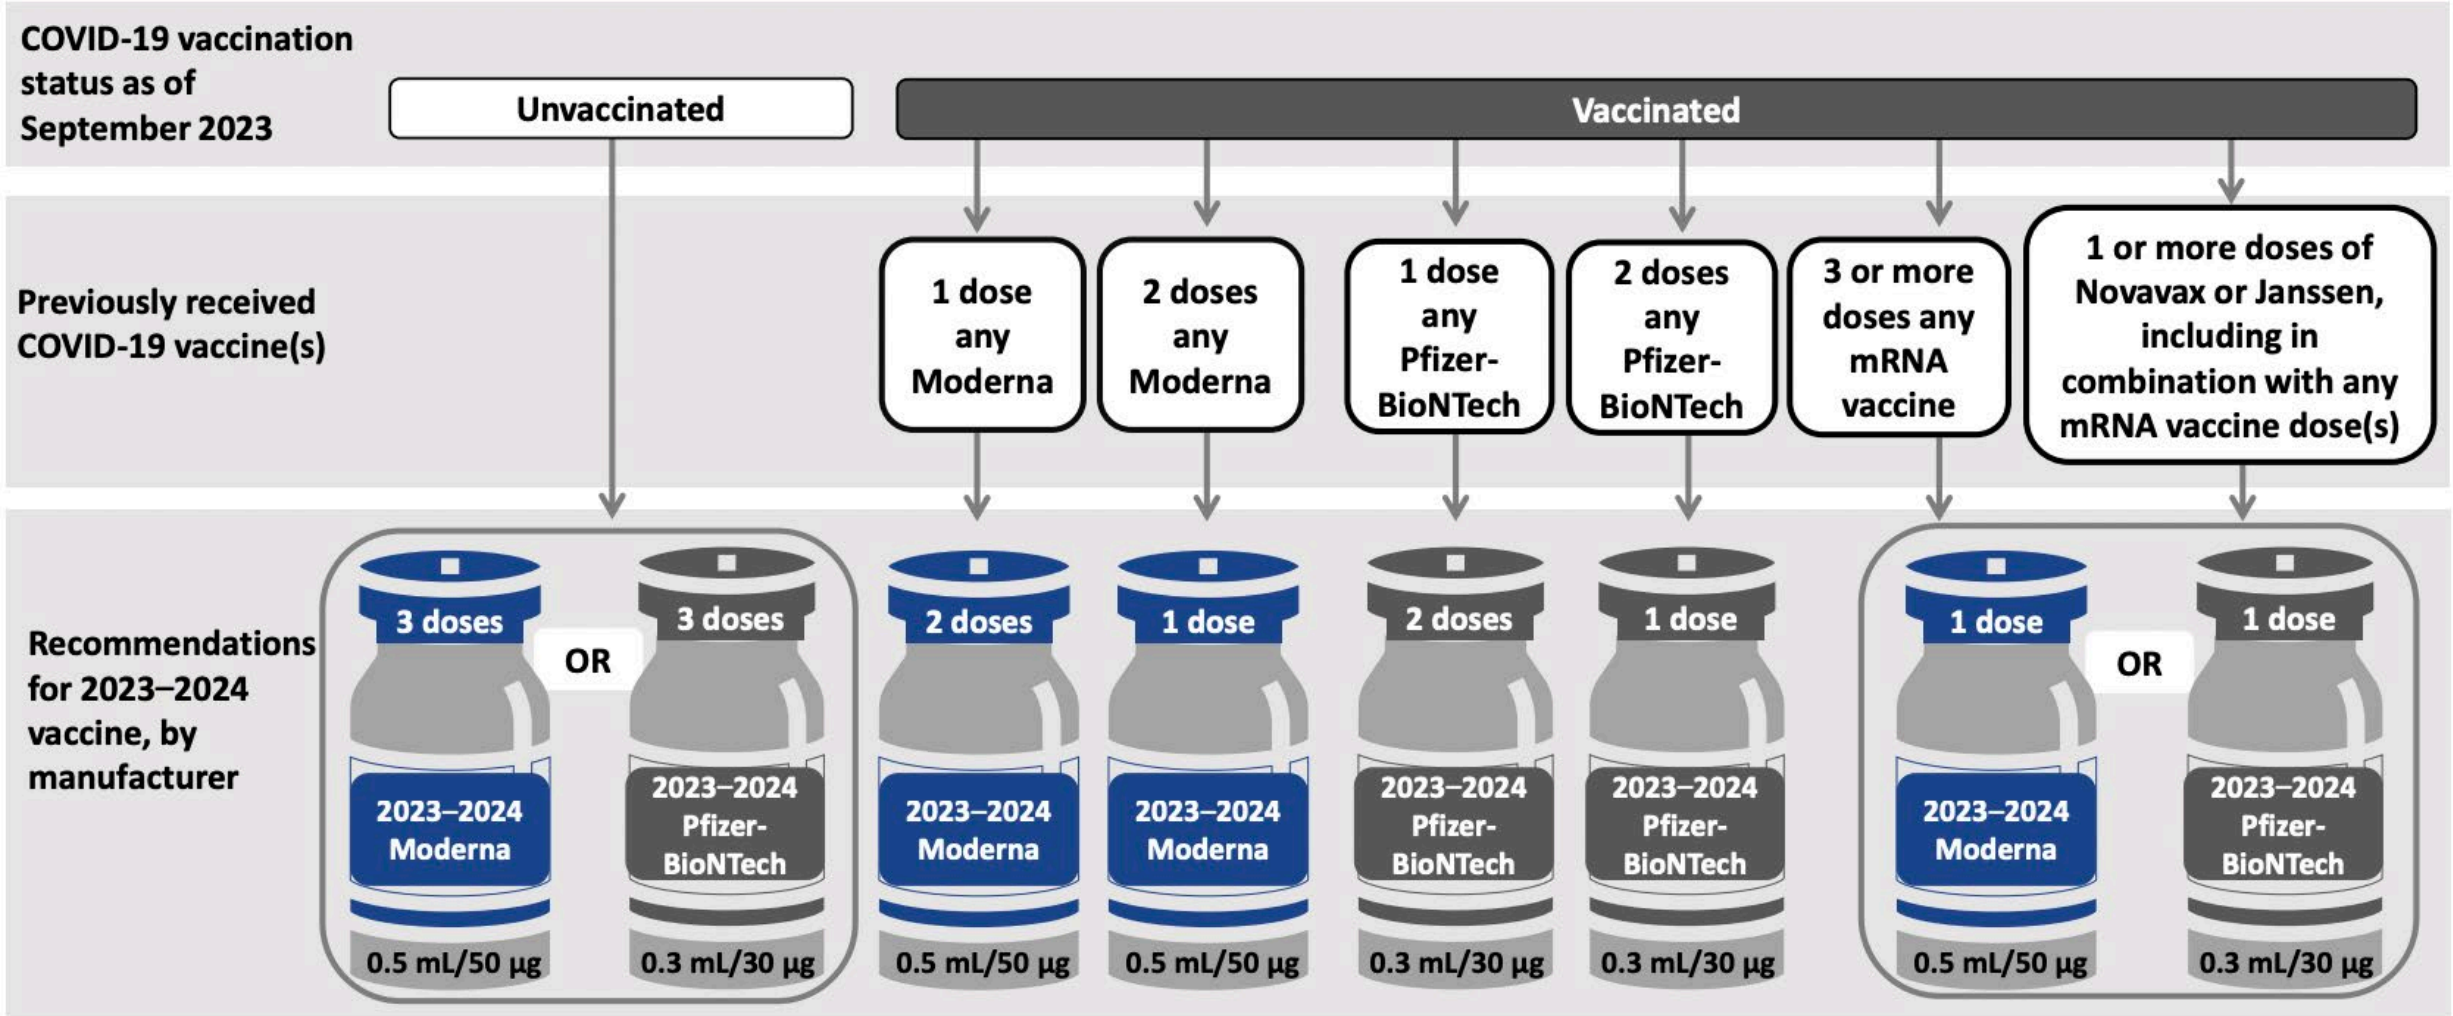 COVID-19 vaccination
status as of
September 2023
Unvaccinated
Vaccinated
Previously received
COVID-19 vaccine(s)
1 dose
any
Moderna
2 doses
any
Moderna
1 dose
any
Pfizer-
BioNTech
2 doses
any
Pfizer-
BioNTech
3 or more
doses any
mRNA
vaccine
1 or more doses of
Novavax or Janssen,
including in
combination with any
mRNA vaccine dose(s)
Recommendations
for 2023–2024
vaccine, by
manufacturer
3 doses
2023–2024
Moderna
0.5 mL/50 µg
OR
3 doses
2023–2024
Pfizer-
BioNTech
0.3 mL/30 µg
2 doses
2023–2024
Moderna
0.5 mL/50 µg
1 dose
2023–2024
Moderna
0.5 mL/50 µg
2 doses
2023–2024
Pfizer-
BioNTech
0.3 mL/30 µg
1 dose
2023–2024
Pfizer-
BioNTech
0.3 mL/30 µg
1 dose
2023–2024
Moderna
0.5 mL/50 µg
OR
1 dose
2023–2024
Pfizer-
BioNTech
0.3 mL/30 µg